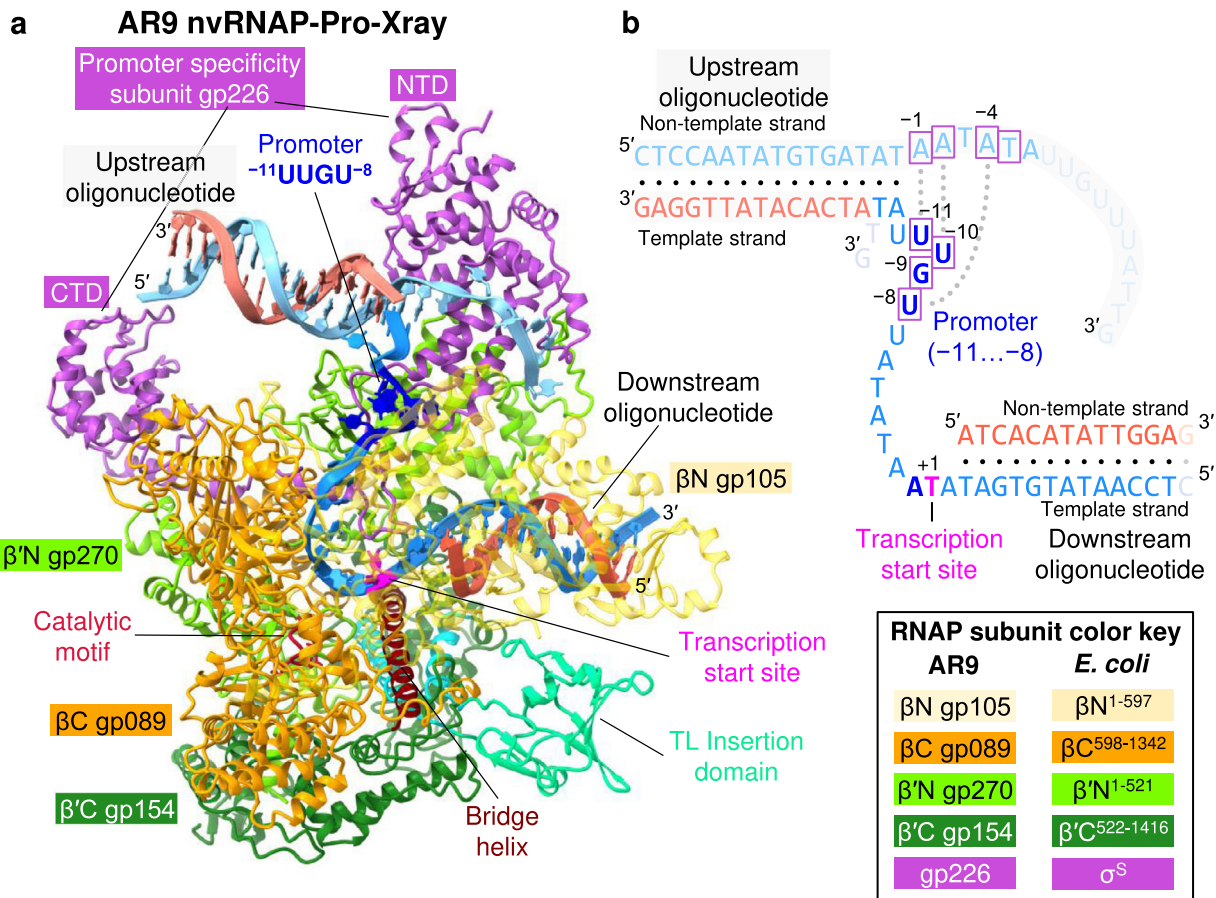 a
AR9 nvRNAP-Pro-Xray
Promoter specificity
subunit gp226
NTD
Promoter
−11UUGU−8
Upstream
oligonucleotide
3′
5′
CTD
Downstream
oligonucleotide
βN gp105
3′
5′
β′N gp270
Catalytic
motif
Transcription
start site
βC gp089
TL Insertion
domain
β′C gp154
Bridge
helix
b
Upstream
oligonucleotide
Non-template strand
−1
−4
5′CTCCAATATGTGATATAATATAUUGUUUUATTG
3′
3′GAGGTTATACACTATA
Template strand
3′
GT
UUUGUUATATAATATAGTGTATAACCTC
5′
−11
−10
−9
−8
Promoter
(−11...−8)
Non-template strand
5′ATCACATATTGGAG3′
+1
Template strand
Transcription
start site
Downstream
oligonucleotide
RNAP subunit color key
AR9 E. coli
βN gp105 βN1-597
βC gp089 βC598-1342
β′N gp270 β′N1-521
β′C gp154 β′C522-1416
gp226 σS